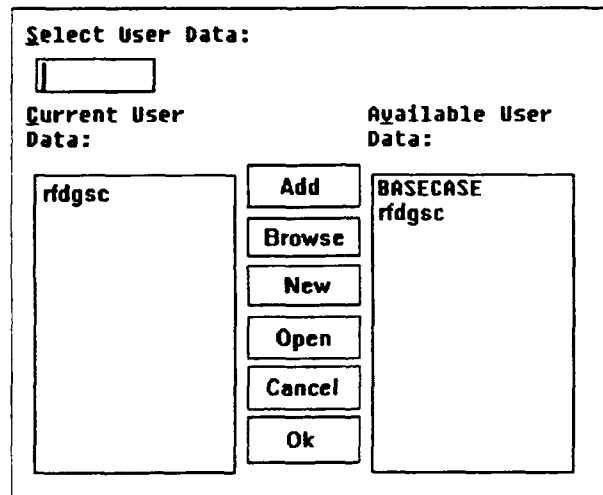 Select User Data:
Current User
Data:
Available User
Data:
rfdgsc
Add
Browse
New
Open
Cancel
Ok
BASECASE
rfdgsc